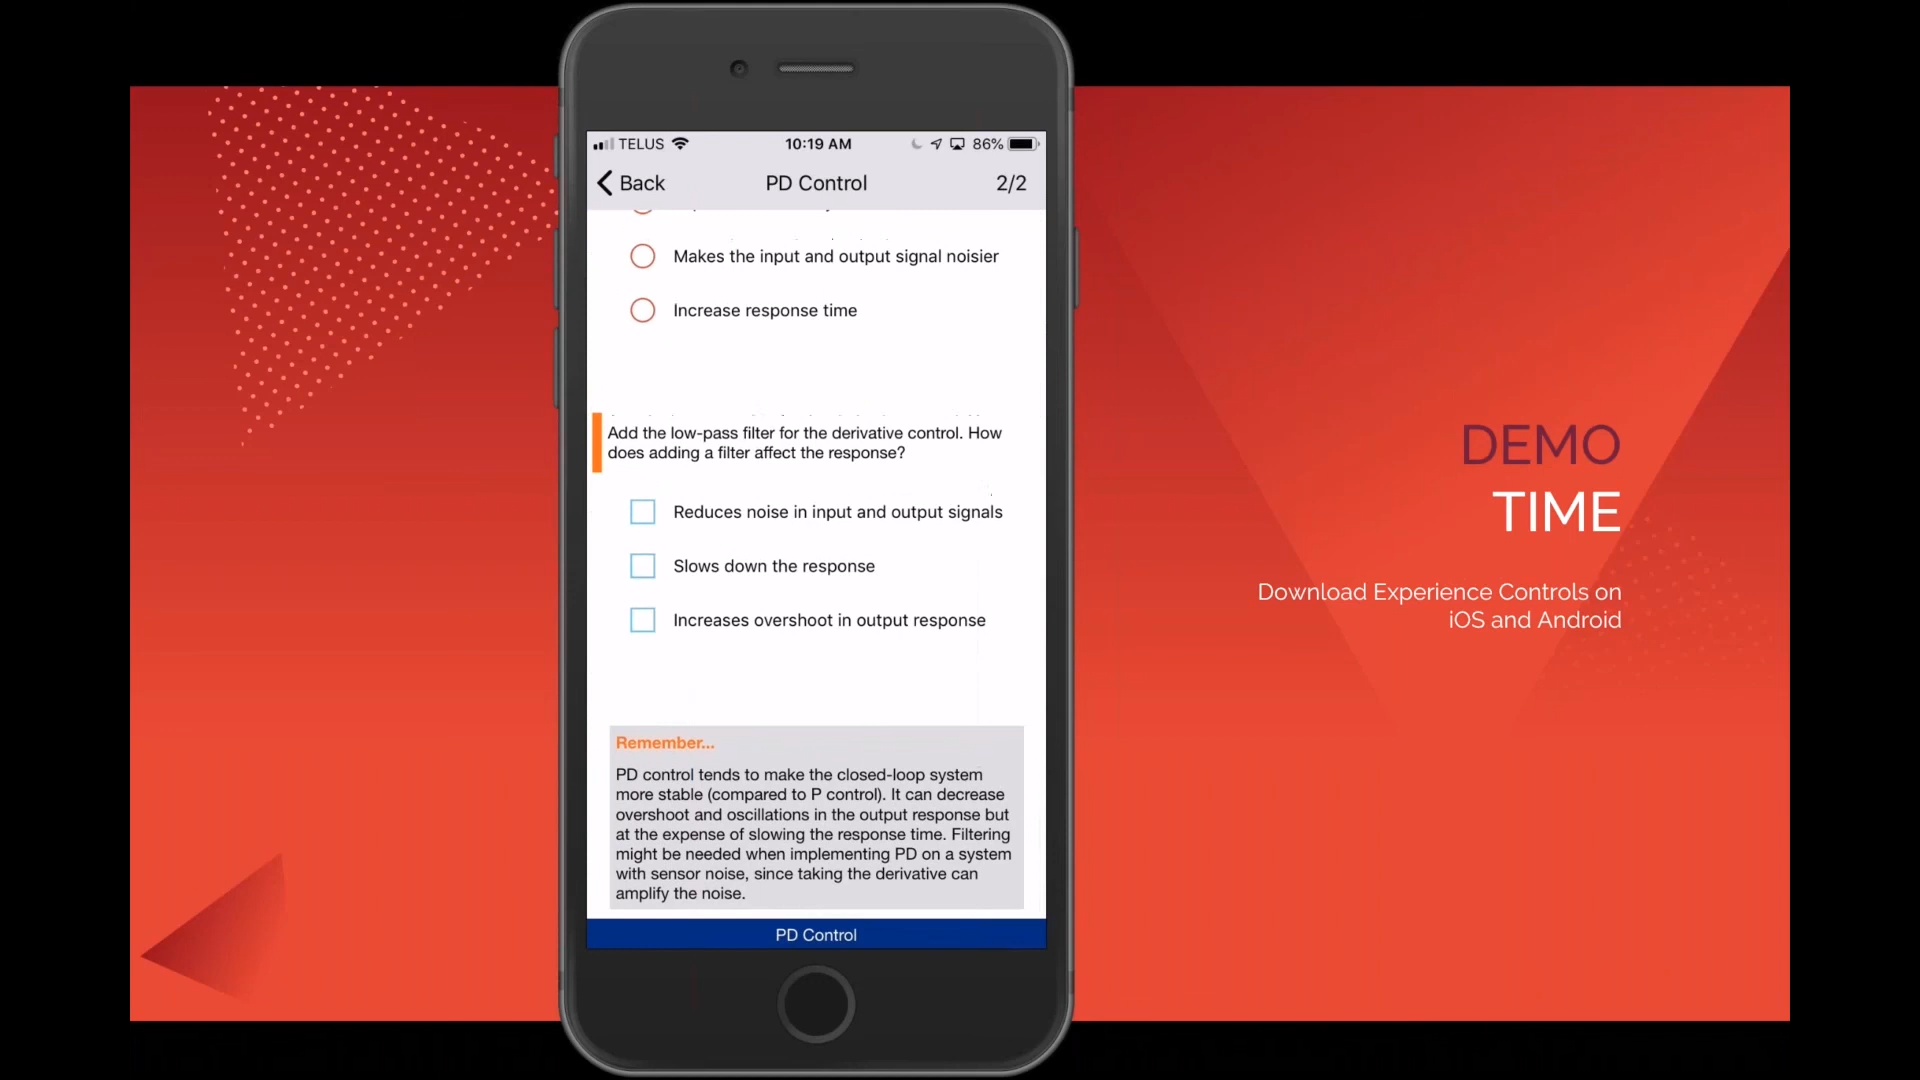 TELUS
10:19 AM
86%
Back
PD Control
2/2
Makes the input and output signal noisier
Increase response time
Add the low-pass filter for the derivative control. How
does adding a filter affect the response?
Reduces noise in input and output signals
Slows down the response
Increases overshoot in output response
Remember...
PD control tends to make the closed-loop system
more stable (compared to P control). It can decrease
overshoot and oscillations in the output response but
at the expense of slowing the response time. Filtering
might be needed when implementing PD on a system
with sensor noise, since taking the derivative can
amplify the noise.
PD Control
DEMO
TIME
Download Experience Controls on
iOS and Android